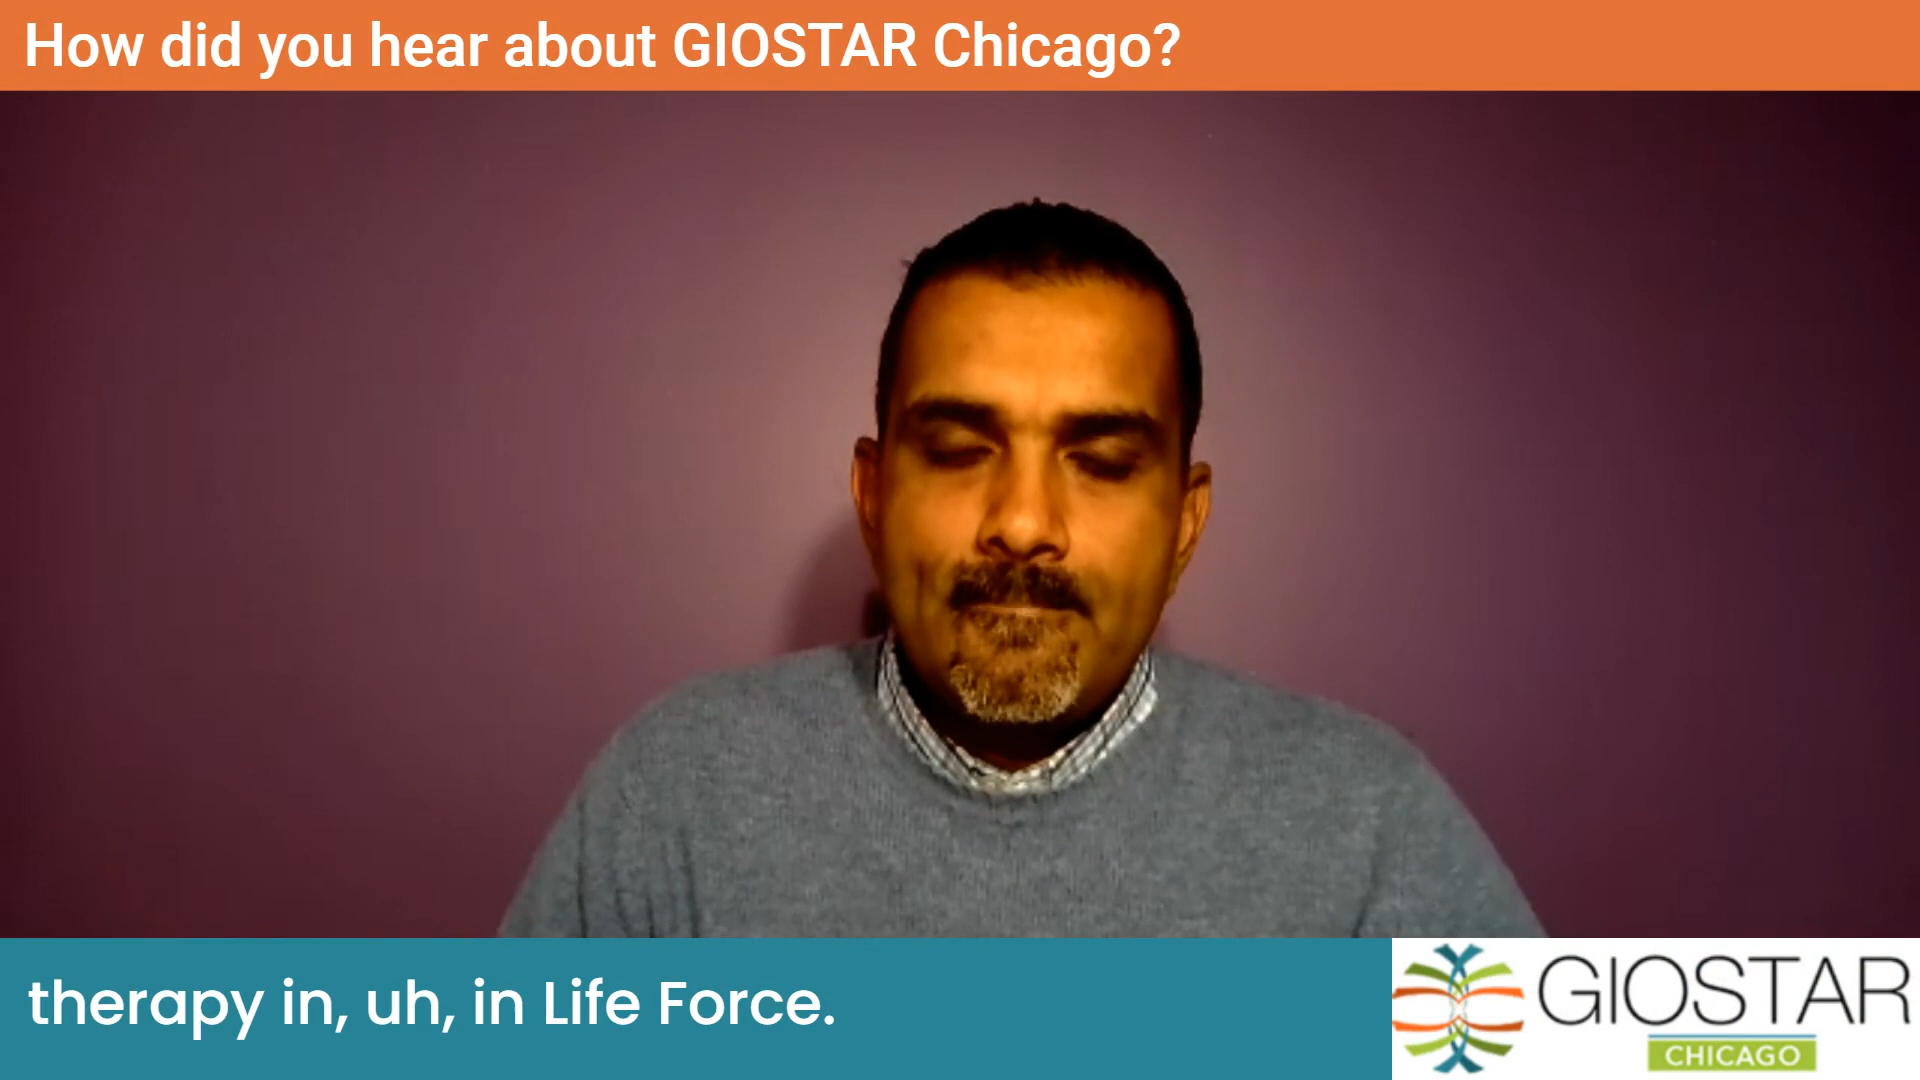 How did you hear about GIOSTAR Chicago?
therapy in, uh, in Life Force.
GIOSTAR
CHICAGO